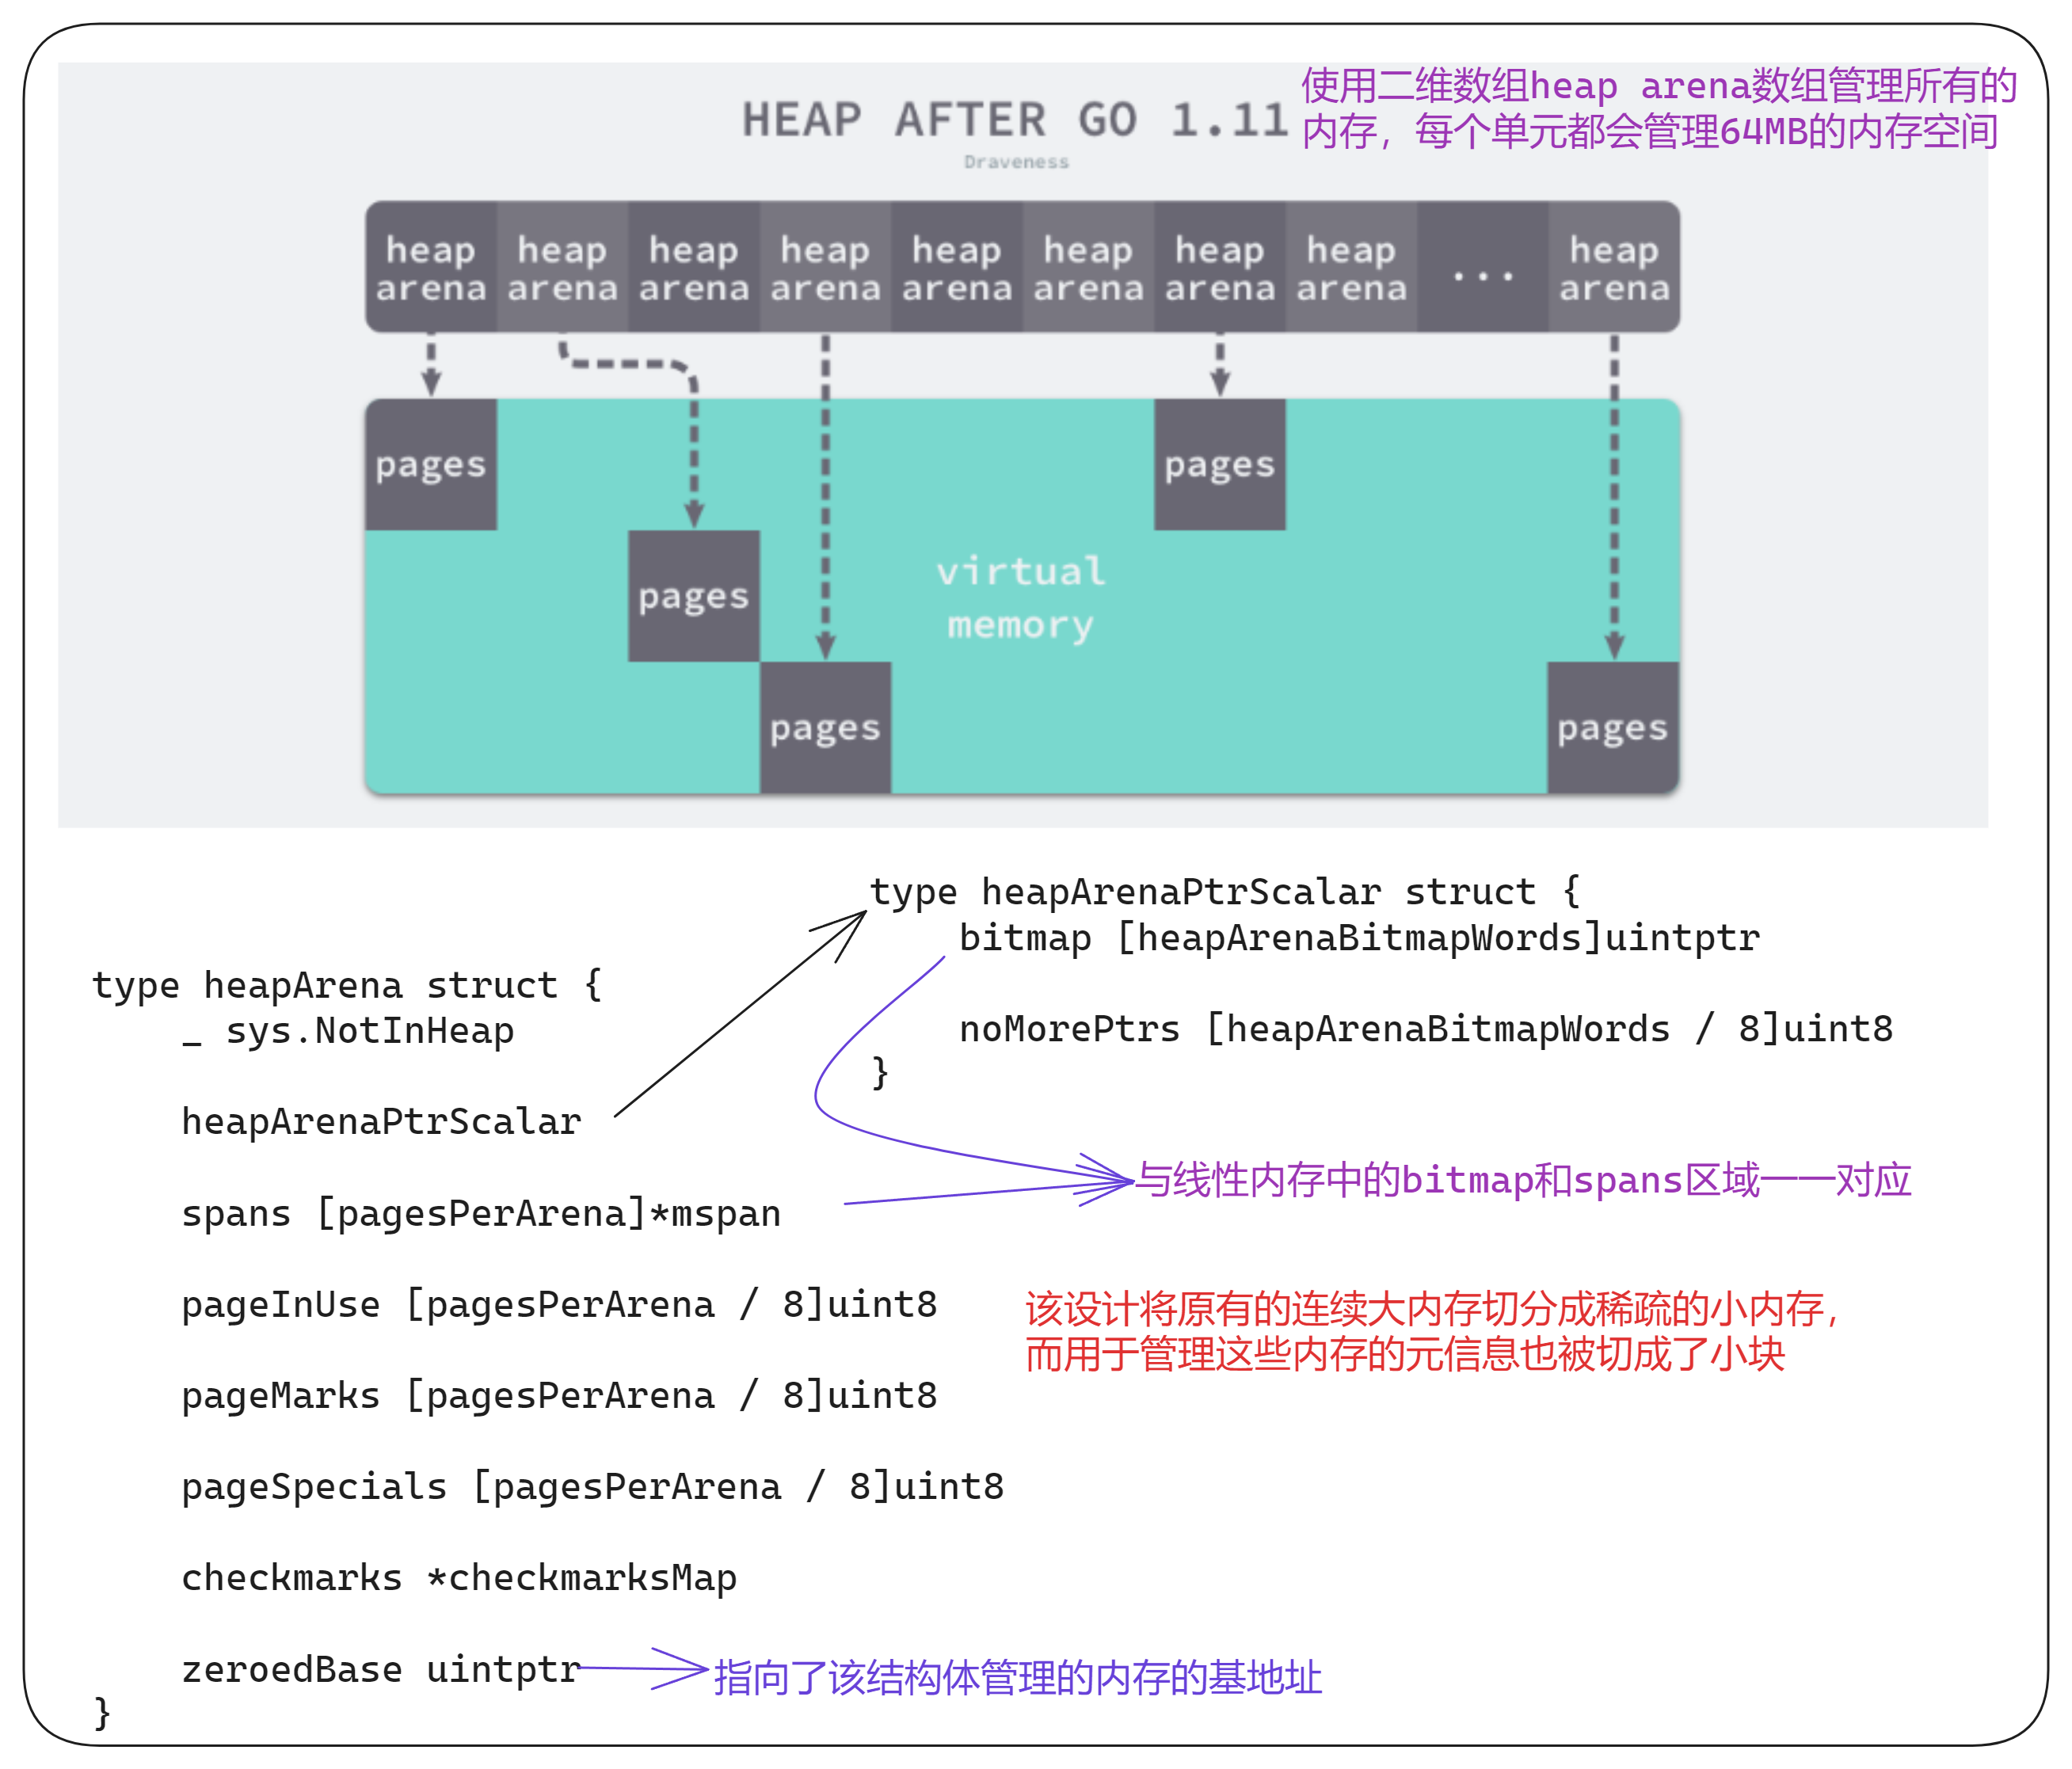 HEAP AFTER GO 1.11
Draveness
使用二维数组heap arena数组管理所有的
内存，每个单元都会管理64MB的内存空间
heap arena
heap arena
heap arena
heap arena
heap arena
heap arena
heap arena
heap arena
...
heap arena
pages
pages
pages
virtual
memory
pages
pages
type heapArenaPtrScalar struct {
bitmap [heapArenaBitmapWords]uintptr
noMorePtrs [heapArenaBitmapWords / 8]uint8
}
type heapArena struct {
_ sys.NotInHeap
heapArenaPtrScalar
spans [pagesPerArena]*mspan
pageInUse [pagesPerArena / 8]uint8
pageMarks [pagesPerArena / 8]uint8
pageSpecials [pagesPerArena / 8]uint8
checkmarks *checkmarksMap
zeroedBase uintptr
}
与线性内存中的bitmap和spans区域一一对应
该设计将原有的连续大内存切分成稀疏的小内存，
而用于管理这些内存的元信息也被切成了小块
指向了该结构体管理的内存的基地址